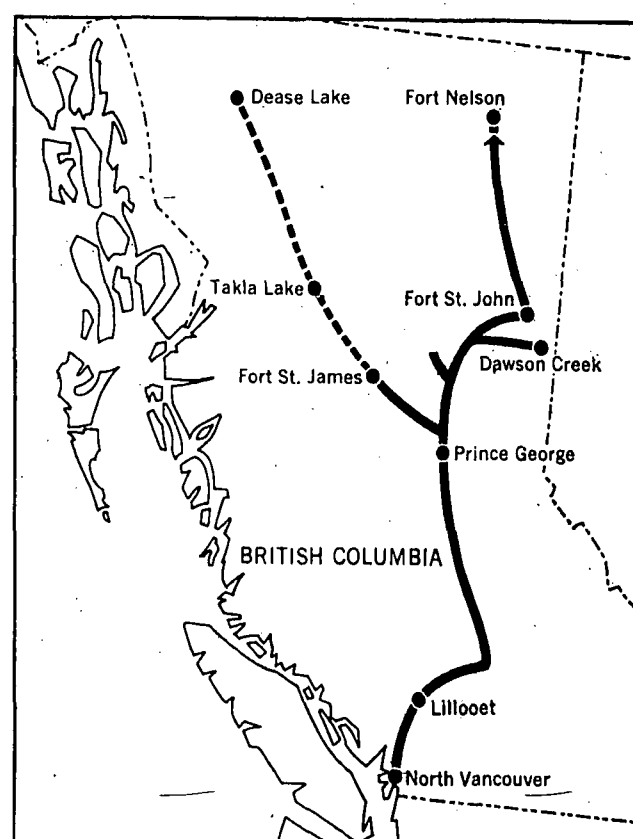 Dease Lake
Fort Nelson
Takla Lake
Fort St. John
Dawson Creek
Fort St. James
Prince George
BRITISH COLUMBIA
Lillooet
North Vancouver